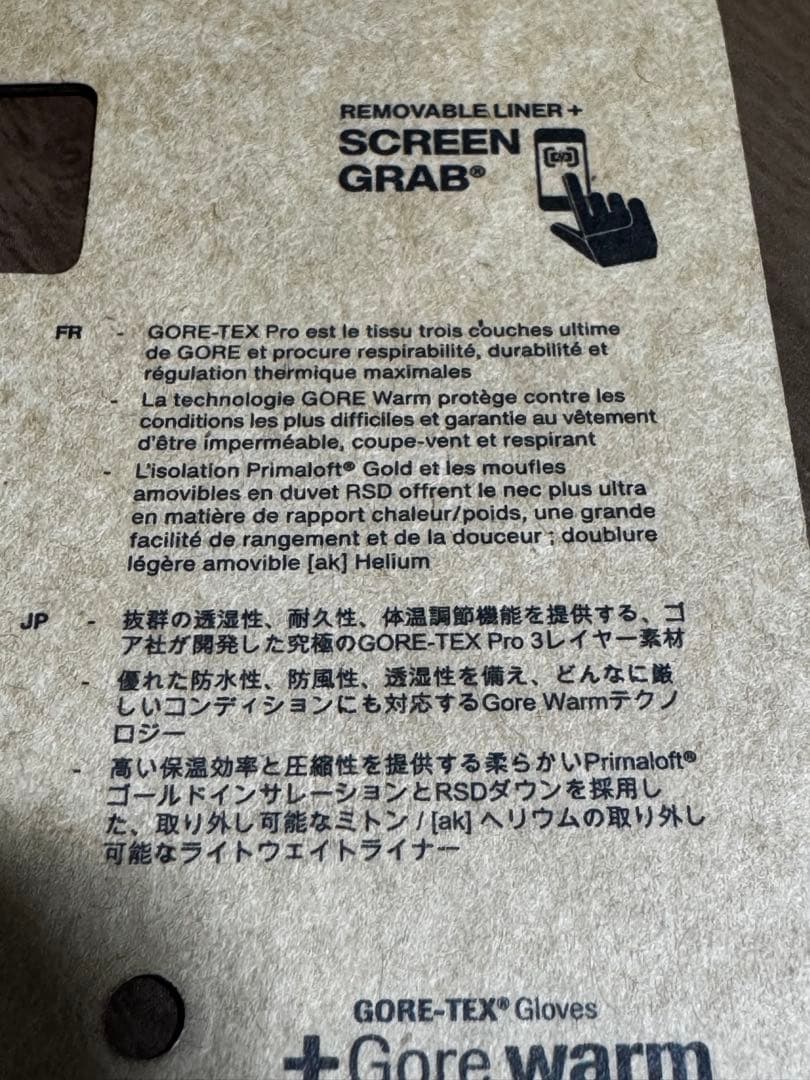 REMOVABLE LINER +
SCREEN
GRAB®
FR - GORE-TEX Pro est le tissu trois couches ultime
de GORE et procure respirabilité, durabilité et
régulation thermique maximales
- La technologie GORE Warm protège contre les
conditions les plus difficiles et garantie au vêtement
d'être imperméable, coupe-vent et respirant
- L'isolation Primaloft® Gold et les moufles
amovibles en duvet RSD offrent le nec plus ultra
en matière de rapport chaleur/poids, une grande
facilité de rangement et de la douceur ; doublure
légère amovible [ak] Helium
JP - 抜群の透湿性、耐久性、体温調節機能を提供する、ゴ
ア社が開発した究極のGORE-TEX Pro 3レイヤー素材
- 優れた防水性、防風性、透湿性を備え、どんなに厳
しいコンディションにも対応するGore Warmテクノ
ロジー
- 高い保温効率と圧縮性を提供する柔らかいPrimaloft®
ゴールドインサレーションとRSDダウンを採用し
た、取り外し可能なミトン / [ak] ヘリウムの取り外し
可能なライトウェイトライナー
GORE-TEX® Gloves
+Gore warm